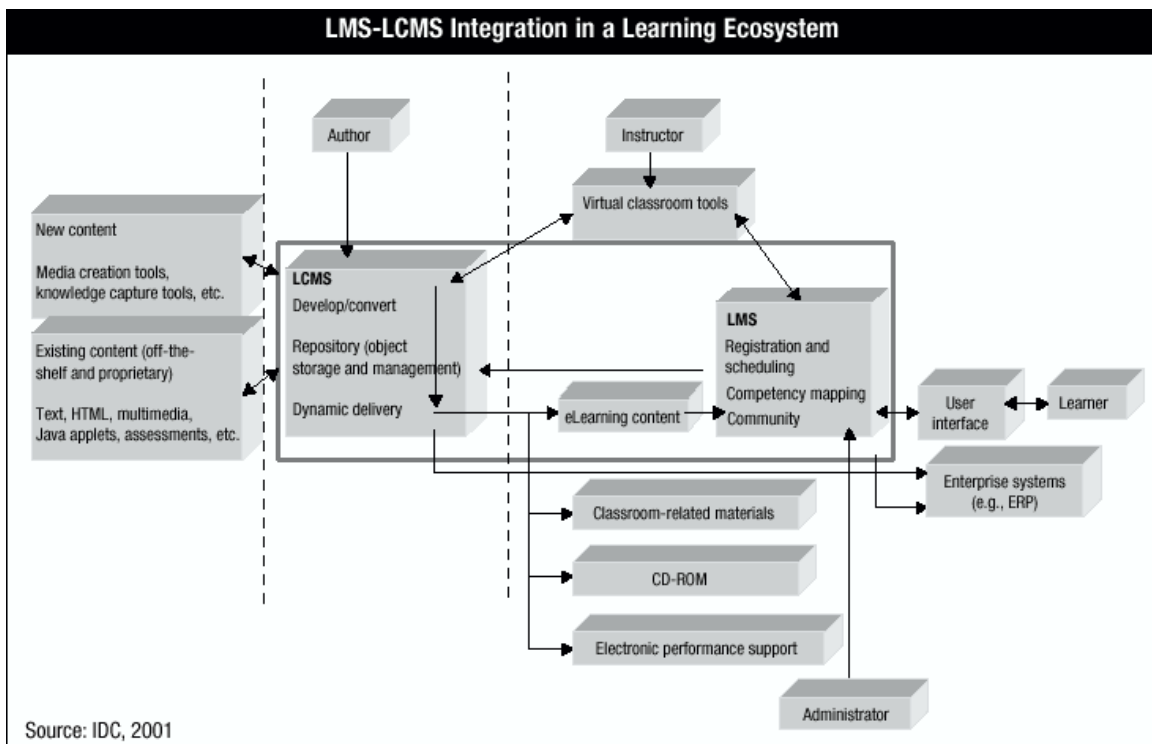 LMS-LCMS Integration in a Learning Ecosystem
Author
Instructor
Virtual classroom tools
New content
Media creation tools,
knowledge capture tools, etc.
Existing content (off-the-
shelf and proprietary)
Text, HTML, multimedia,
Java applets, assessments, etc.
LCMS
Develop/convert
Repository (object
storage and management)
Dynamic delivery
eLearning content
LMS
Registration and
scheduling
Competency mapping
Community
User
interface
Learner
Enterprise systems
(e.g., ERP)
Classroom-related materials
CD-ROM
Electronic performance support
Administrator
Source: IDC, 2001